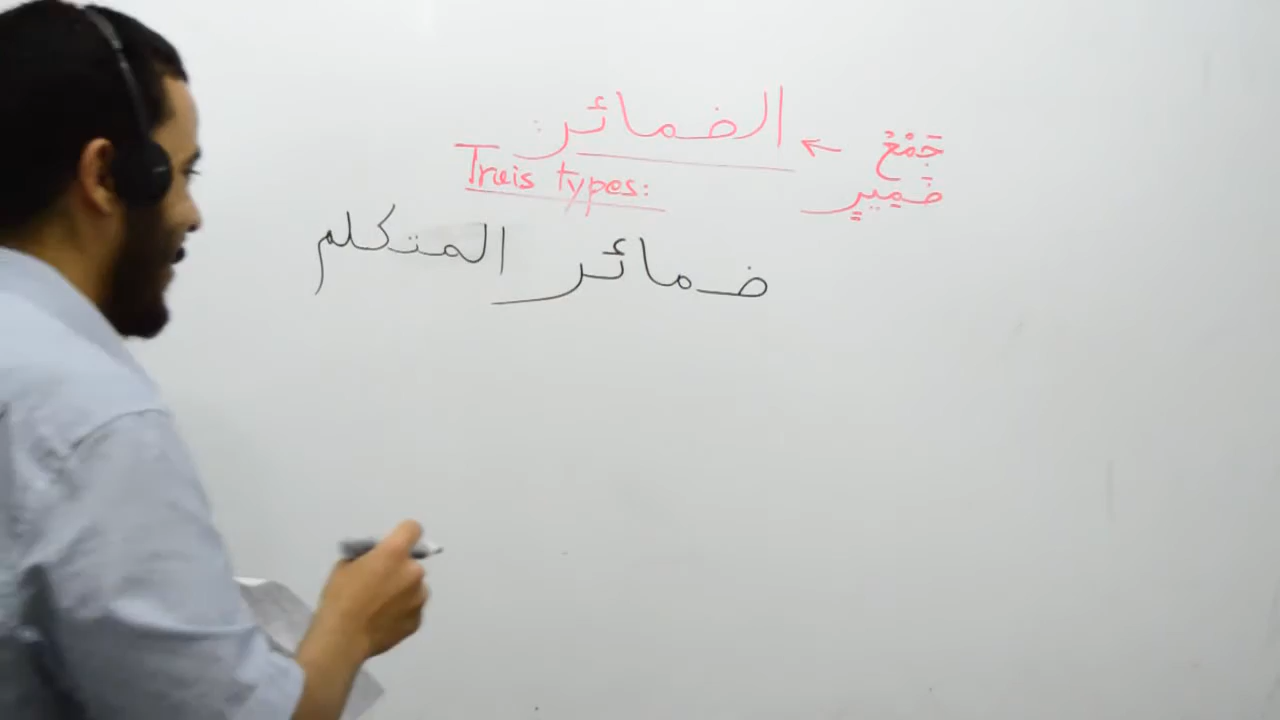 الضمائر:
جَمْعُ
ضَمِيرٍ
Trois types:
ضمائر المتكلم